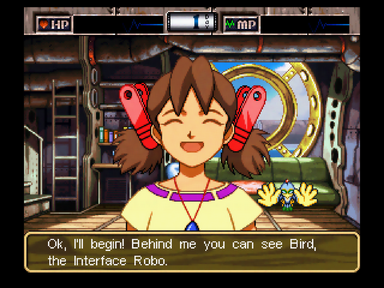 HP
MP
Ok, I'll begin! Behind me you can see Bird,
the Interface Robo.